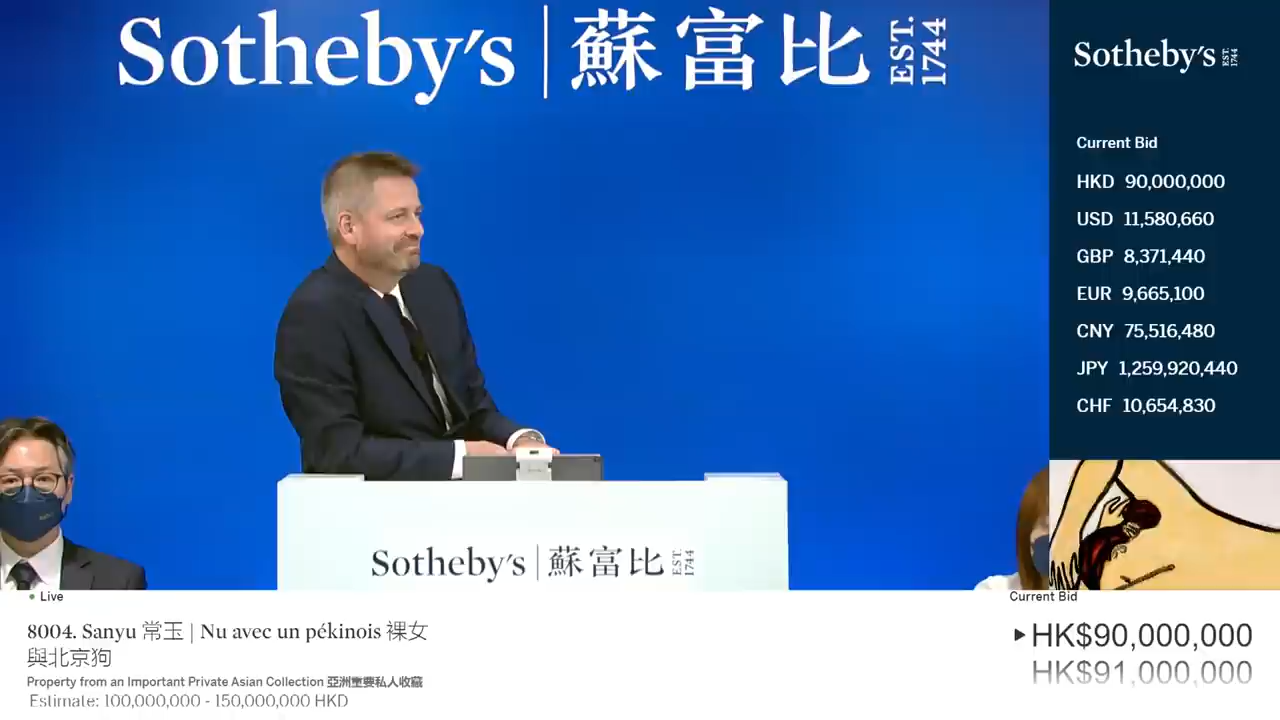 Sotheby's | 蘇富比 EST. 1744
Sotheby's EST. 1744
Current Bid
HKD 90,000,000
USD 11,580,660
GBP 8,371,440
EUR 9,665,100
CNY 75,516,480
JPY 1,259,920,440
CHF 10,654,830
Sotheby's | 蘇富比 EST. 1744
Live
8004. Sanyu 常玉 | Nu avec un pékinois 裸女
與北京狗
Property from an Important Private Asian Collection 亞洲重要私人收藏
Estimate: 100,000,000 - 150,000,000 HKD
Current Bid
HK$90,000,000
HK$91,000,000